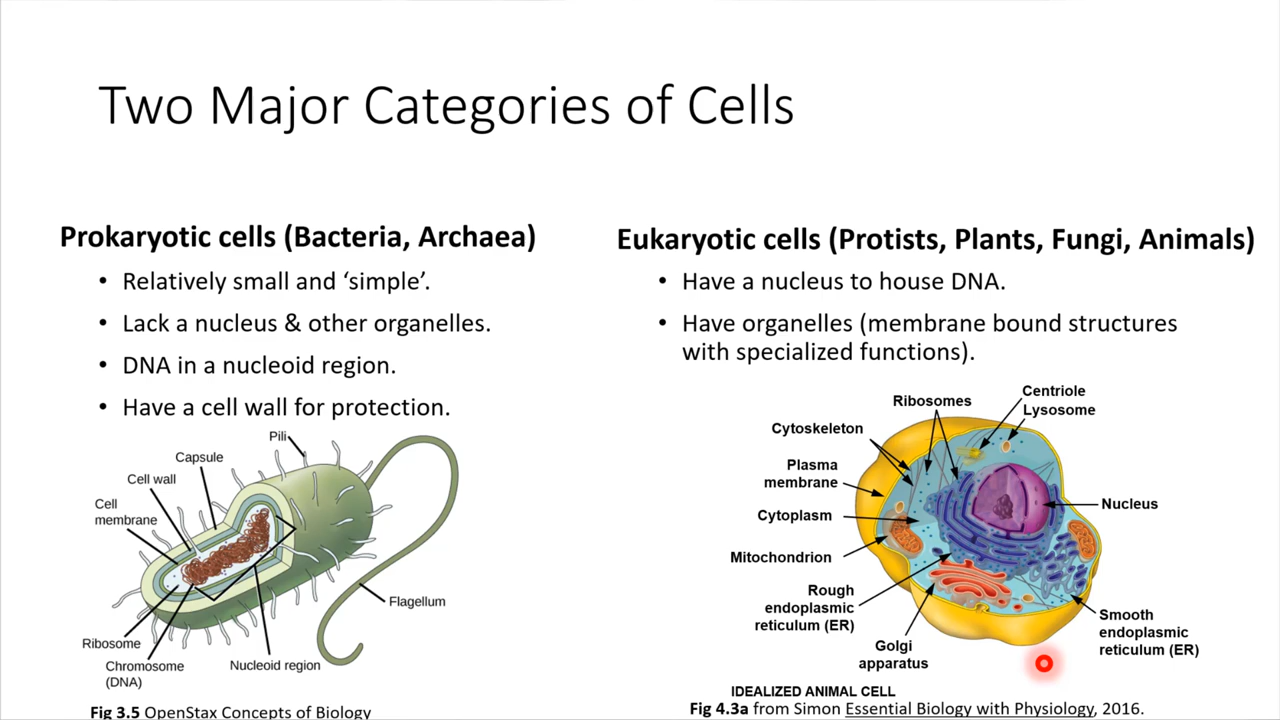 Two Major Categories of Cells
Prokaryotic cells (Bacteria, Archaea)
• Relatively small and ‘simple’.
• Lack a nucleus & other organelles.
• DNA in a nucleoid region.
• Have a cell wall for protection.
Pili
Capsule
Cell wall
Cell
membrane
Flagellum
Ribosome
Chromosome
(DNA)
Nucleoid region
Fig 3.5 OpenStax Concepts of Biology
Eukaryotic cells (Protists, Plants, Fungi, Animals)
• Have a nucleus to house DNA.
• Have organelles (membrane bound structures
with specialized functions).
Ribosomes
Centriole
Lysosome
Cytoskeleton
Plasma
membrane
Nucleus
Cytoplasm
Mitochondrion
Rough
endoplasmic
reticulum (ER)
Smooth
endoplasmic
reticulum (ER)
Golgi
apparatus
IDEALIZED ANIMAL CELL
Fig 4.3a from Simon Essential Biology with Physiology, 2016.